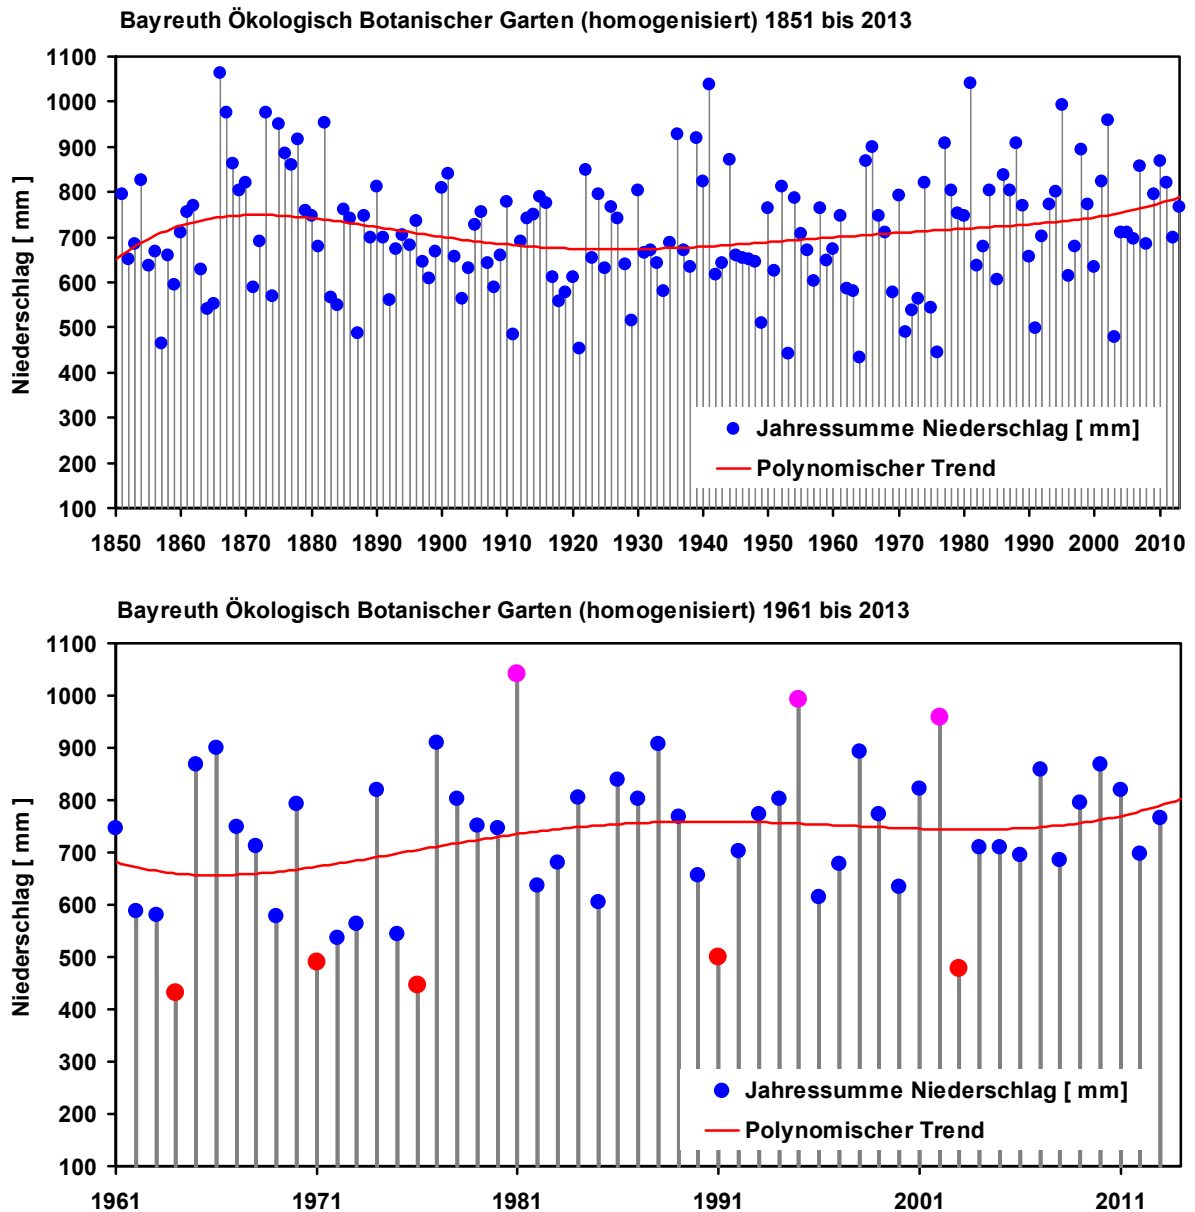 Bayreuth Ökologisch Botanischer Garten (homogenisiert) 1851 bis 2013
1100
1000
900
800
700
600
500
400
300
200
100
Niederschlag [ mm]
Jahressumme Niederschlag [ mm]
Polynomischer Trend
1850 1860 1870 1880 1890 1900 1910 1920 1930 1940 1950 1960 1970 1980 1990 2000 2010
Bayreuth Ökologisch Botanischer Garten (homogenisiert) 1961 bis 2013
1100
1000
900
800
700
600
500
400
300
200
100
Niederschlag [ mm]
Jahressumme Niederschlag [ mm]
Polynomischer Trend
1961 1971 1981 1991 2001 2011